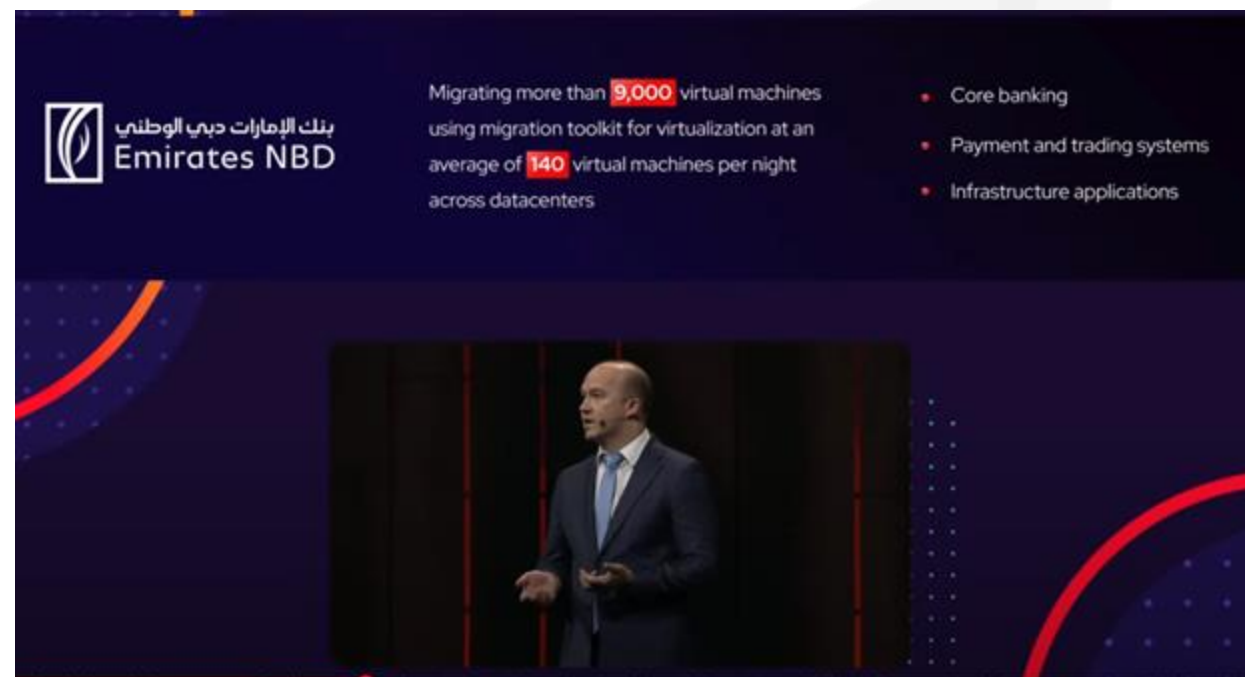 بنك الإمارات دبي الوطني
Emirates NBD
Migrating more than 9,000 virtual machines
using migration toolkit for virtualization at an
average of 140 virtual machines per night
across datacenters
Core banking
Payment and trading systems
Infrastructure applications